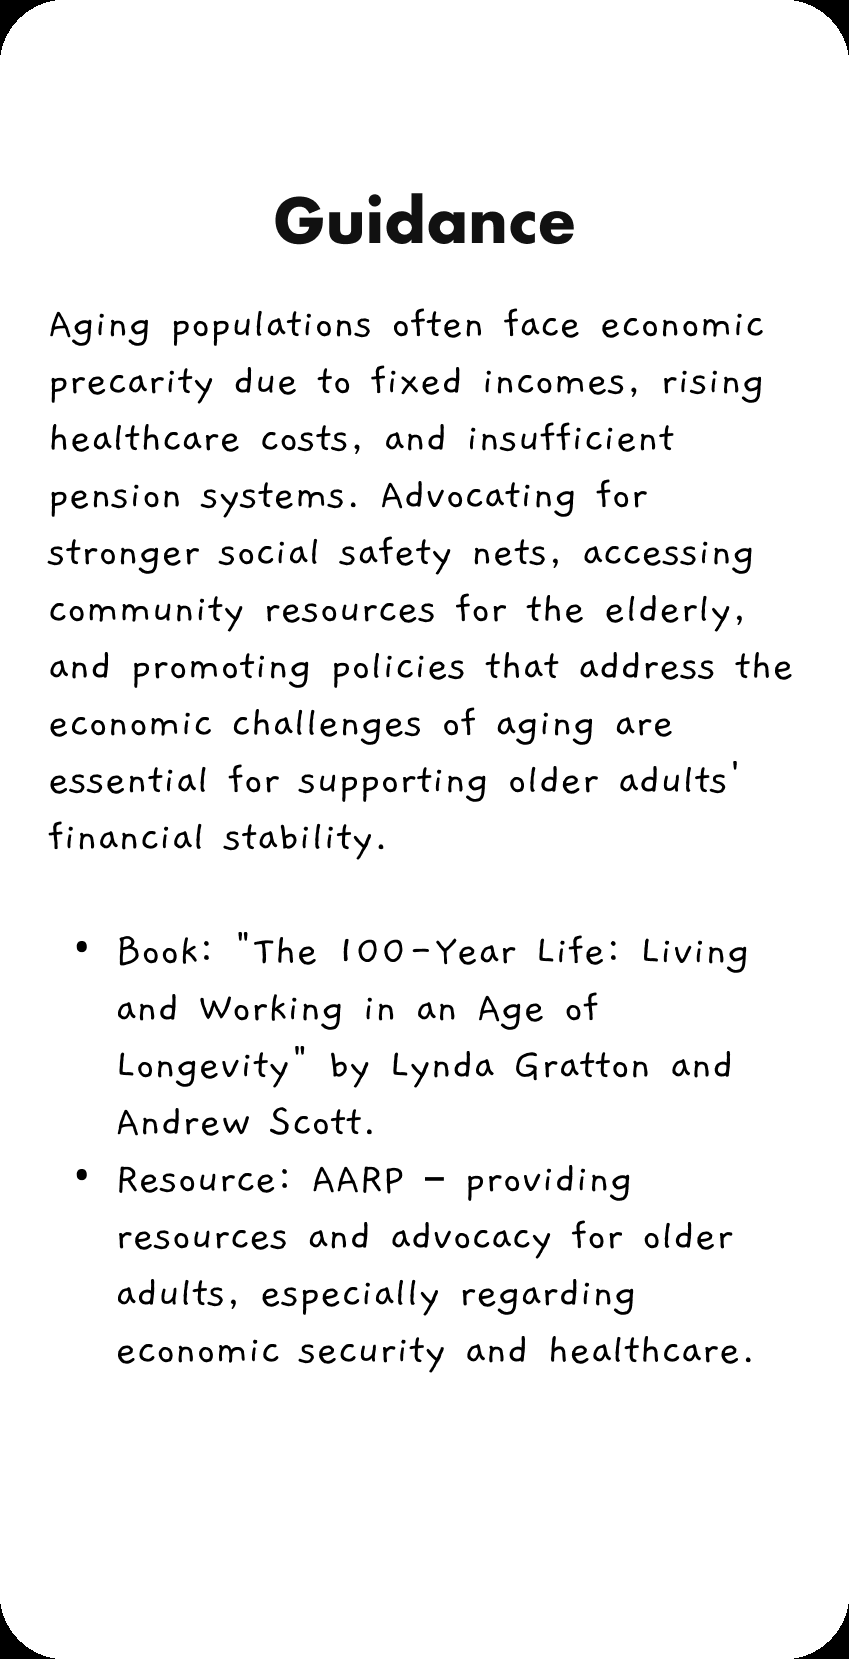 Guidance
Aging populations often face economic
precarity due to fixed incomes, rising
healthcare costs, and insufficient
pension systems. Advocating for
stronger social safety nets, accessing
community resources for the elderly,
and promoting policies that address the
economic challenges of aging are
essential for supporting older adults'
financial stability.
• Book: "The 100-Year Life: Living
and Working in an Age of
Longevity" by Lynda Gratton and
Andrew Scott.
• Resource: AARP – providing
resources and advocacy for older
adults, especially regarding
economic security and healthcare.